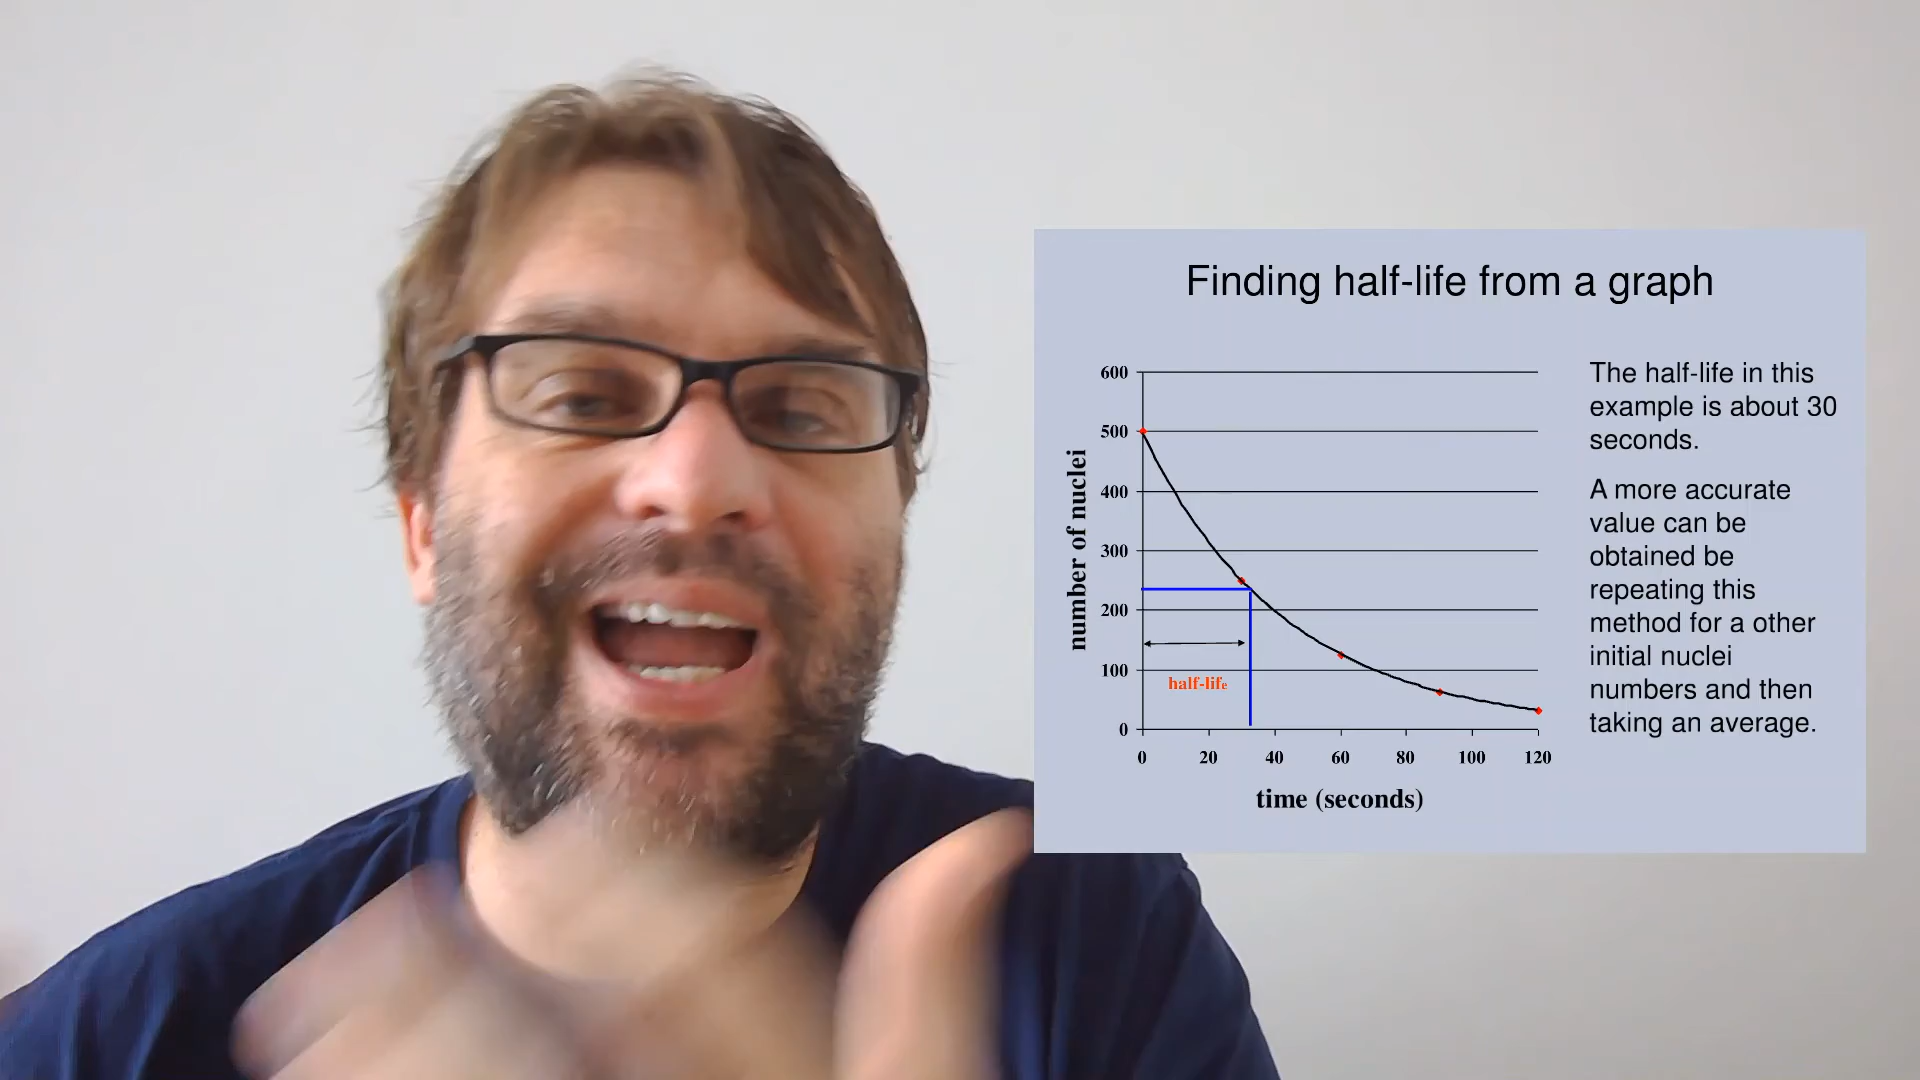 Finding half-life from a graph
600
500
400
300
200
100
0
number of nuclei
half-life
0 20 40 60 80 100 120
time (seconds)
The half-life in this
example is about 30
seconds.
A more accurate
value can be
obtained be
repeating this
method for a other
initial nuclei
numbers and then
taking an average.